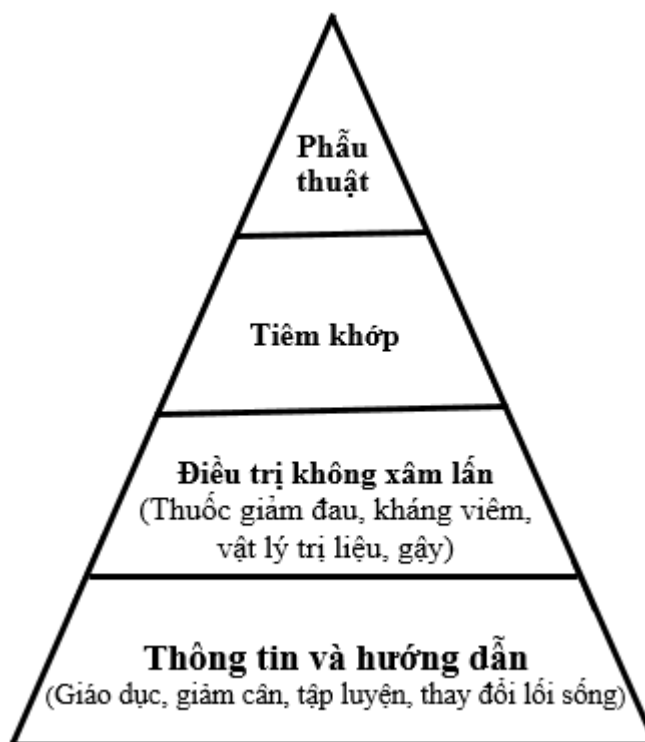 Phẫu
thuật
Tiêm khớp
Điều trị không xâm lấn
(Thuốc giảm đau, kháng viêm,
vật lý trị liệu, gậy)
Thông tin và hướng dẫn
(Giáo dục, giảm cân, tập luyện, thay đổi lối sống)